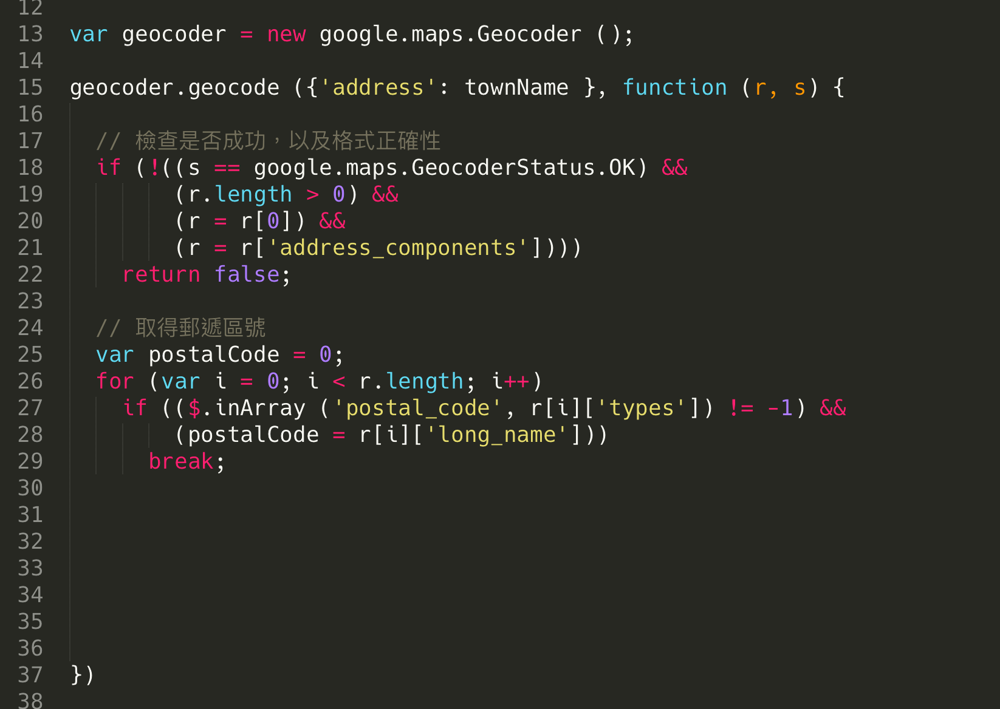 12
13 var geocoder = new google.maps.Geocoder ();
14
15 geocoder.geocode ({'address': townName }, function (r, s) {
16
17   // 檢查是否成功，以及格式正確性
18   if (!((s == google.maps.GeocoderStatus.OK) &&
19         (r.length > 0) &&
20         (r = r[0]) &&
21         (r = r['address_components'])))
22     return false;
23
24   // 取得郵遞區號
25   var postalCode = 0;
26   for (var i = 0; i < r.length; i++)
27     if (($.inArray ('postal_code', r[i]['types']) != -1) &&
28         (postalCode = r[i]['long_name']))
29       break;
30
31
32
33
34
35
36
37 })
38